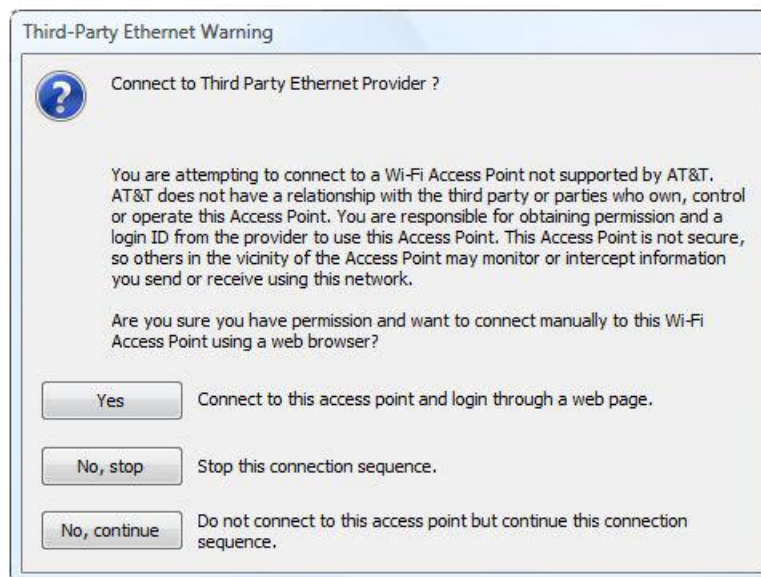 Third-Party Ethernet Warning
Connect to Third Party Ethernet Provider ?
You are attempting to connect to a Wi-Fi Access Point not supported by AT&T.
AT&T does not have a relationship with the third party or parties who own, control
or operate this Access Point. You are responsible for obtaining permission and a
login ID from the provider to use this Access Point. This Access Point is not secure,
so others in the vicinity of the Access Point may monitor or intercept information
you send or receive using this network.
Are you sure you have permission and want to connect manually to this Wi-Fi
Access Point using a web browser?
Yes Connect to this access point and login through a web page.
No, stop Stop this connection sequence.
No, continue Do not connect to this access point but continue this connection
sequence.